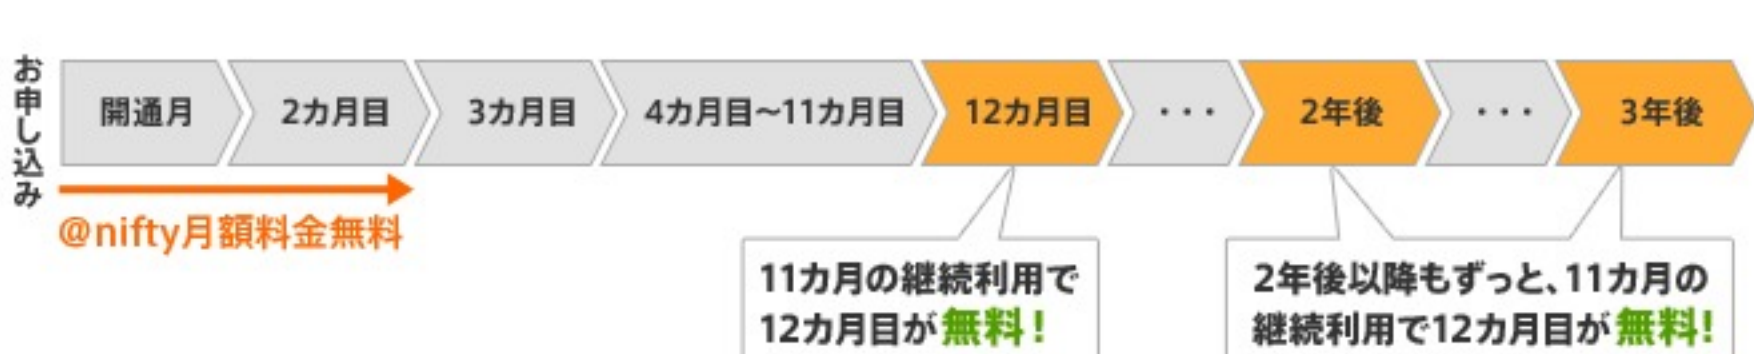 お申し込み
開通月
2カ月目
3カ月目
4カ月目～11カ月目
12カ月目
・・・
2年後
・・・
3年後
@nifty月額料金無料
11カ月の継続利用で
12カ月目が無料！
2年後以降もずっと、11カ月の
継続利用で12カ月目が無料!